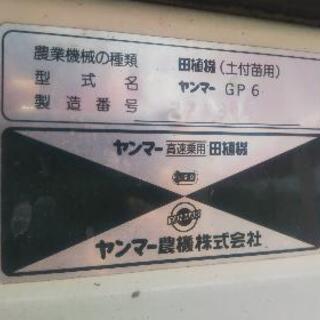 農業機械の種類 田植機(土付苗用)
型式名 ヤンマー GP6
製造番号
ヤンマー高速乗用田植機
YANMAR
ヤンマー農機株式会社